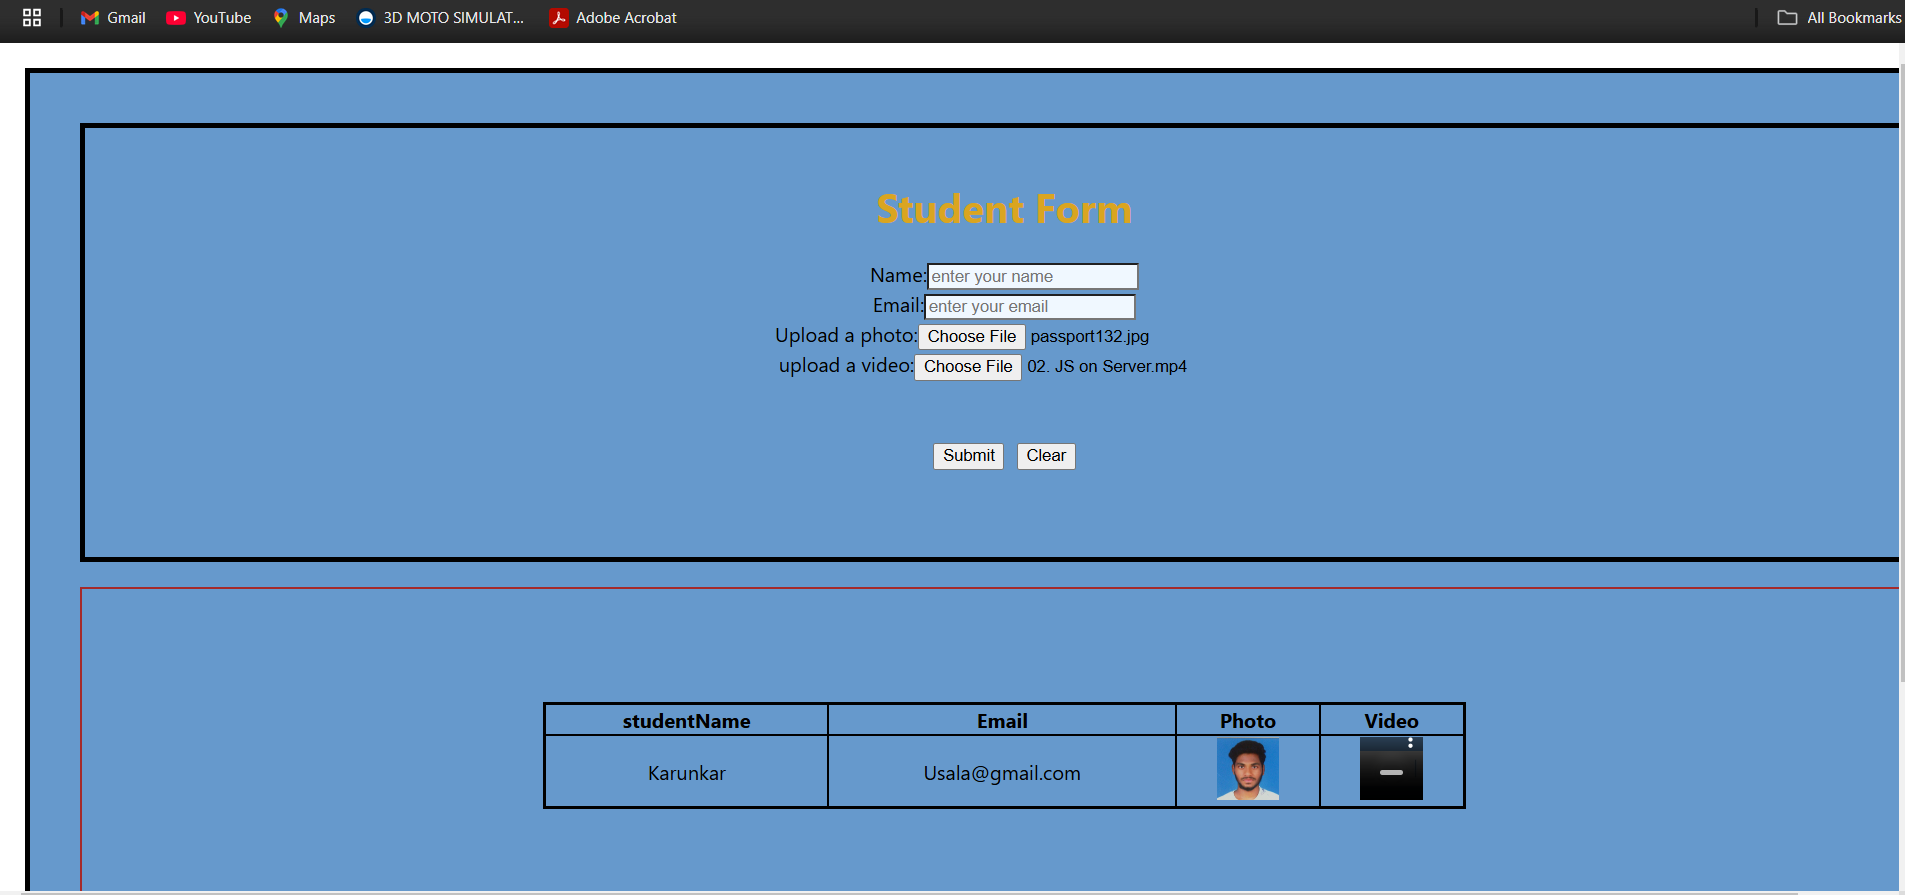 Gmail YouTube Maps 3D MOTO SIMULAT... Adobe Acrobat All Bookmarks
Student Form
Name: enter your name
Email: enter your email
Upload a photo: Choose File passport132.jpg
upload a video: Choose File 02. JS on Server.mp4
Submit Clear
studentName Email Photo Video
Karunkar Usala@gmail.com